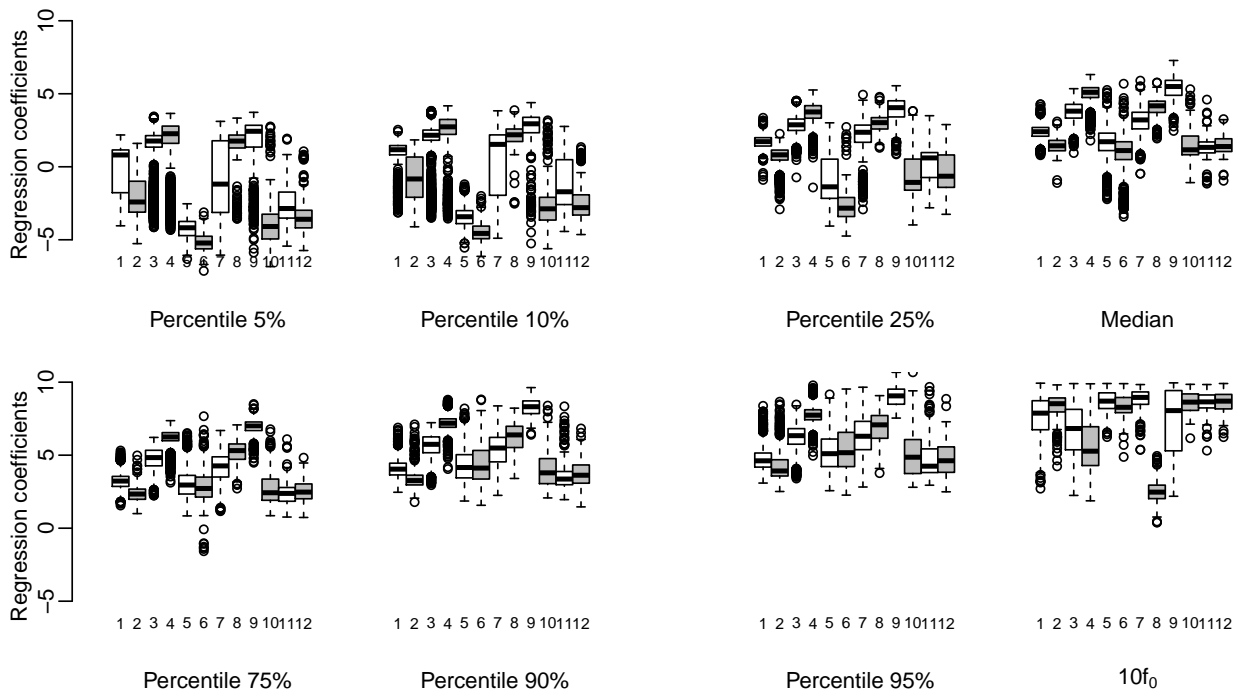 10
5
0
−5
Regression coefficients
1 2 3 4 5 6 7 8 9 10 11 12
1 2 3 4 5 6 7 8 9 10 11 12
1 2 3 4 5 6 7 8 9 10 11 12
1 2 3 4 5 6 7 8 9 10 11 12
Percentile 5%
Percentile 10%
Percentile 25%
Median
10
5
0
−5
Regression coefficients
1 2 3 4 5 6 7 8 9 10 11 12
1 2 3 4 5 6 7 8 9 10 11 12
1 2 3 4 5 6 7 8 9 10 11 12
1 2 3 4 5 6 7 8 9 10 11 12
Percentile 75%
Percentile 90%
Percentile 95%
10f₀